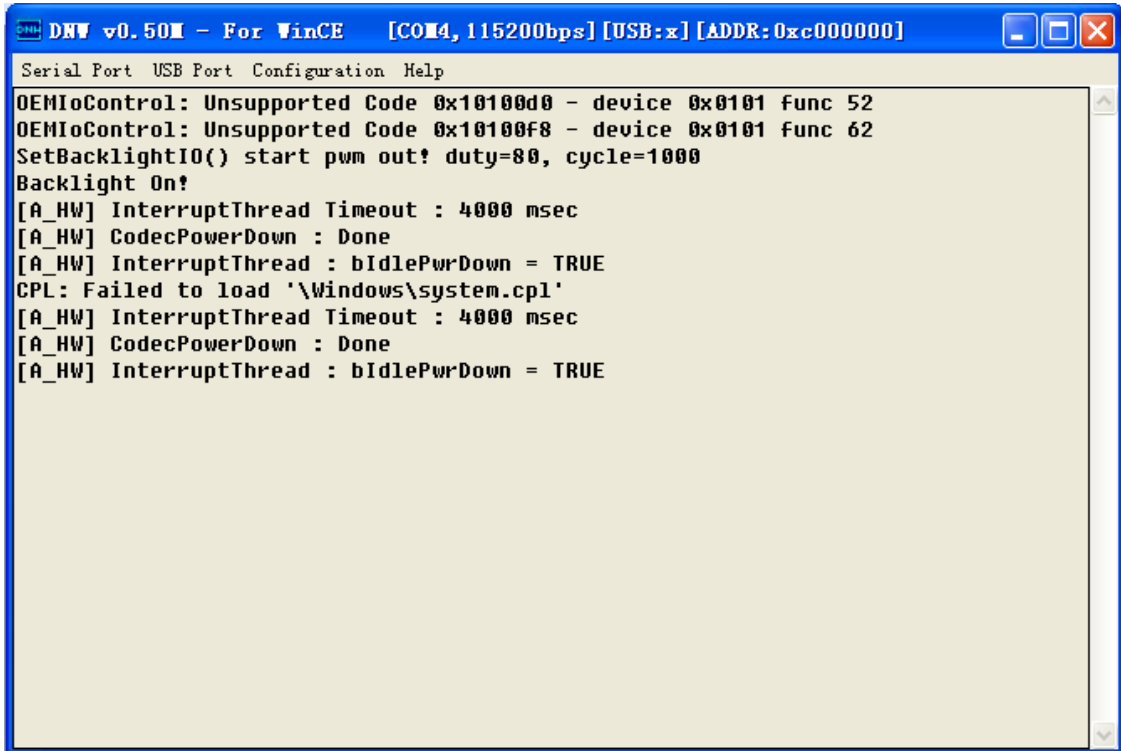 DNW v0.50M - For WinCE [COM4,115200bps][USB:x][ADDR:0xc000000]
Serial Port USB Port Configuration Help
OEMIoControl: Unsupported Code 0x10100d0 - device 0x0101 func 52
OEMIoControl: Unsupported Code 0x10100f8 - device 0x0101 func 62
SetBacklightIO() start pwm out! duty=80, cycle=1000
Backlight On!
[A_HW] InterruptThread Timeout : 4000 msec
[A_HW] CodecPowerDown : Done
[A_HW] InterruptThread : bIdlePwrDown = TRUE
CPL: Failed to load '\Windows\system.cpl'
[A_HW] InterruptThread Timeout : 4000 msec
[A_HW] CodecPowerDown : Done
[A_HW] InterruptThread : bIdlePwrDown = TRUE